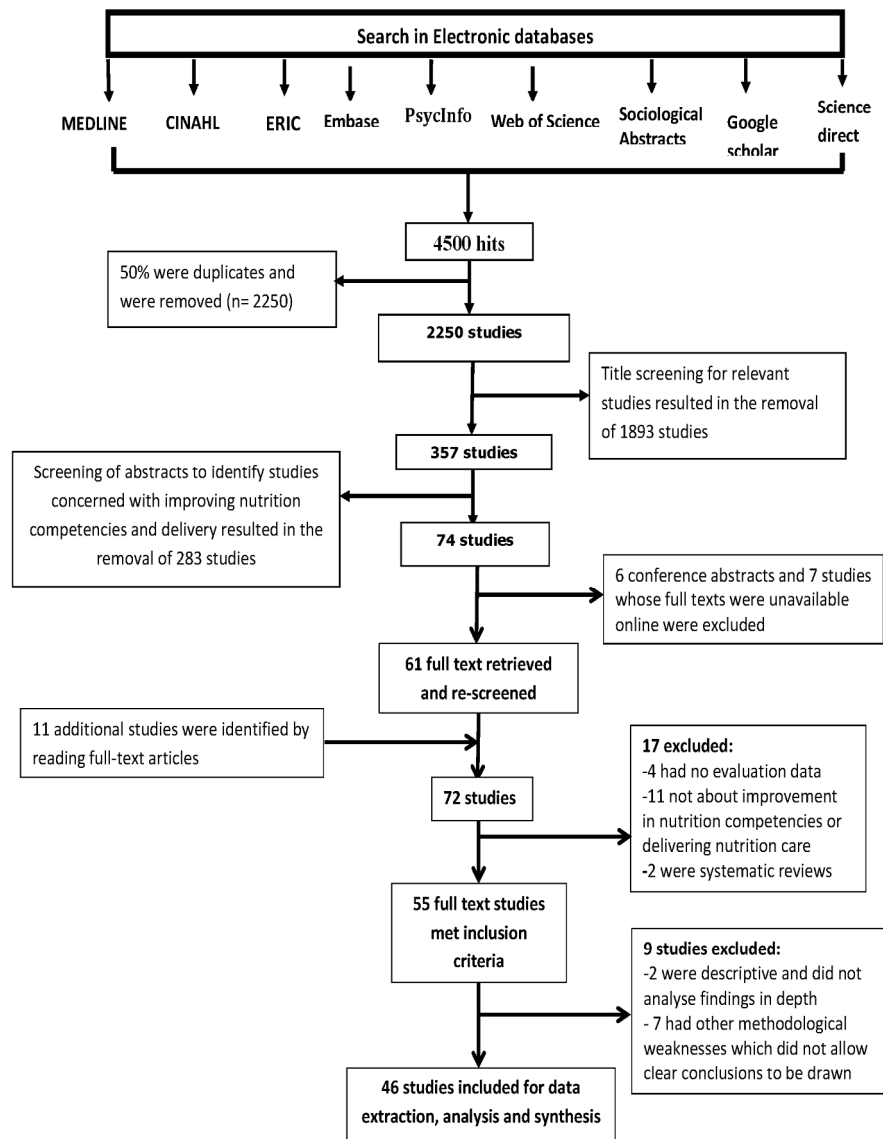 Search in Electronic databases
MEDLINE
CINAHL
ERIC
Embase
PsycInfo
Web of Science
Sociological
Abstracts
Google
scholar
Science
direct
4500 hits
50% were duplicates and
were removed (n= 2250)
2250 studies
Title screening for relevant
studies resulted in the removal
of 1893 studies
357 studies
Screening of abstracts to identify studies
concerned with improving nutrition
competencies and delivery resulted in the
removal of 283 studies
74 studies
6 conference abstracts and 7 studies
whose full texts were unavailable
online were excluded
61 full text retrieved
and re-screened
11 additional studies were identified by
reading full-text articles
72 studies
17 excluded:
-4 had no evaluation data
-11 not about improvement
in nutrition competencies or
delivering nutrition care
-2 were systematic reviews
55 full text studies
met inclusion
criteria
9 studies excluded:
-2 were descriptive and did not
analyse findings in depth
- 7 had other methodological
weaknesses which did not allow
clear conclusions to be drawn
46 studies included for data
extraction, analysis and synthesis